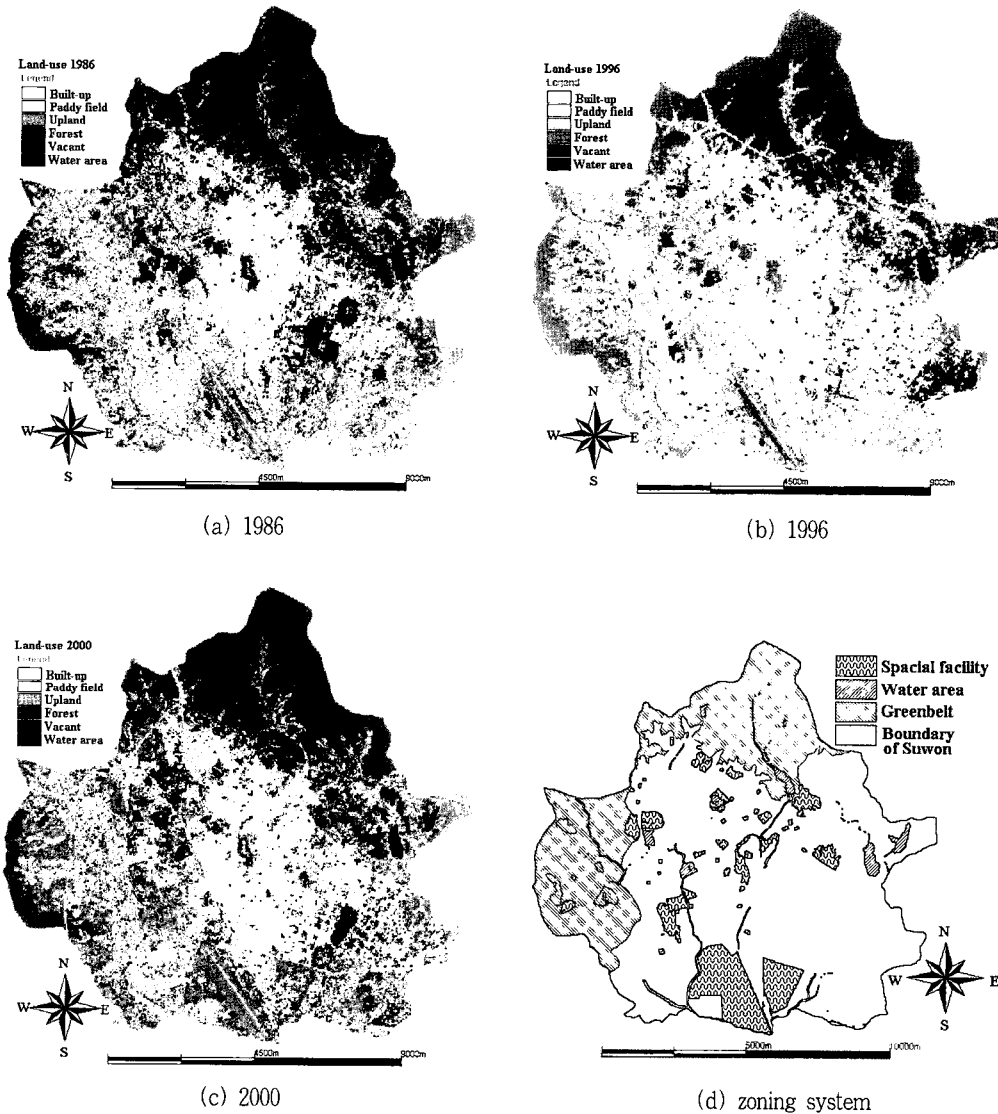 Land-use 1986
Legend
Built-up
Paddy field
Upland
Forest
Vacant
Water area
N
W E
S
4500m 9000m
(a) 1986
Land-use 1996
Legend
Built-up
Paddy field
Upland
Forest
Vacant
Water area
N
W E
S
4500m 9000m
(b) 1996
Land-use 2000
Legend
Built-up
Paddy field
Upland
Forest
Vacant
Water area
N
W E
S
4500m 9000m
(c) 2000
Spacial facility
Water area
Greenbelt
Boundary
of Suwon
N
W E
S
5000m 10000m
(d) zoning system